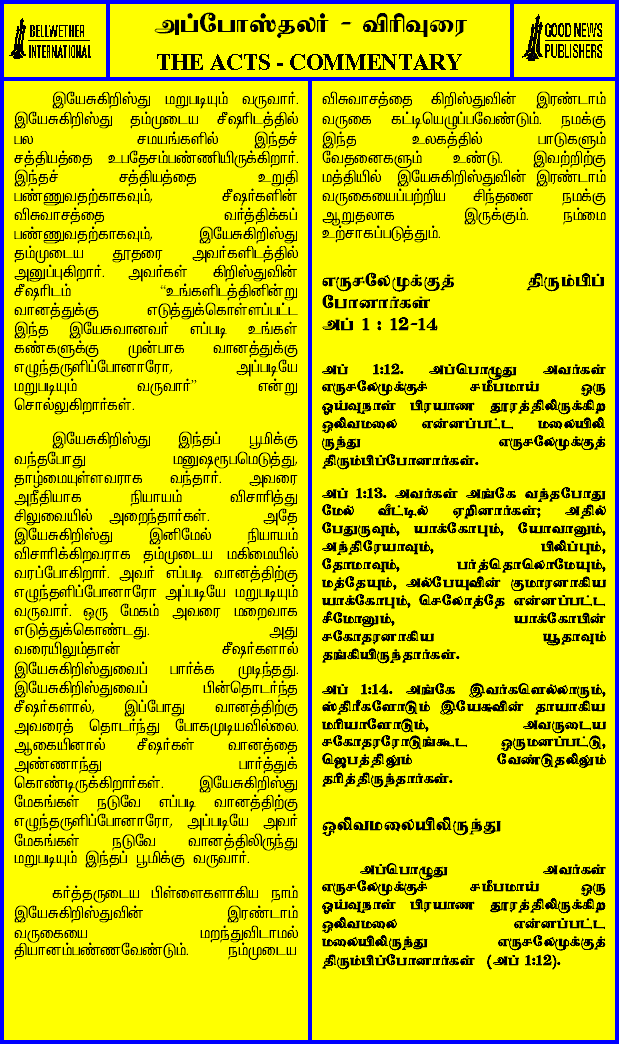 BELLWETHER
INTERNATIONAL
அப்போஸ்தலர் - விரிவுரை
THE ACTS - COMMENTARY
GOOD NEWS
PUBLISHERS
இயேசுகிறிஸ்து மறுபடியும் வருவார்.
இயேசுகிறிஸ்து தம்முடைய சீஷரிடத்தில்
பல சமயங்களில் இந்தச்
சத்தியத்தை உபதேசம்பண்ணியிருக்கிறார்.
இந்தச் சத்தியத்தை உறுதி
பண்ணுவதற்காகவும், சீஷர்களின்
விசுவாசத்தை வர்த்திக்கப்
பண்ணுவதற்காகவும், இயேசுகிறிஸ்து
தம்முடைய தூதரை அவர்களிடத்தில்
அனுப்புகிறார். அவர்கள் கிறிஸ்துவின்
சீஷரிடம் “உங்களிடத்தினின்று
வானத்துக்கு எடுத்துக்கொள்ளப்பட்ட
இந்த இயேசுவானவர் எப்படி உங்கள்
கண்களுக்கு முன்பாக வானத்துக்கு
எழுந்தருளிப்போனாரோ, அப்படியே
மறுபடியும் வருவார்” என்று
சொல்லுகிறார்கள்.
இயேசுகிறிஸ்து இந்தப் பூமிக்கு
வந்தபோது மனுஷரூபமெடுத்து,
தாழ்மையுள்ளவராக வந்தார். அவரை
அநீதியாக நியாயம் விசாரித்து
சிலுவையில் அறைந்தார்கள். அதே
இயேசுகிறிஸ்து இனிமேல் நியாயம்
விசாரிக்கிறவராக தம்முடைய மகிமையில்
வரப்போகிறார். அவர் எப்படி வானத்திற்கு
எழுந்தளிப்போனாரோ அப்படியே மறுபடியும்
வருவார். ஒரு மேகம் அவரை மறைவாக
எடுத்துக்கொண்டது. அது
வரையிலும்தான் சீஷர்களால்
இயேசுகிறிஸ்துவைப் பார்க்க முடிந்தது.
இயேசுகிறிஸ்துவைப் பின்தொடர்ந்த
சீஷர்களால், இப்போது வானத்திற்கு
அவரைத் தொடர்ந்து போகமுடியவில்லை.
ஆகையினால் சீஷர்கள் வானத்தை
அண்ணாந்து பார்த்துக்
கொண்டிருக்கிறார்கள். இயேசுகிறிஸ்து
மேகங்கள் நடுவே எப்படி வானத்திற்கு
எழுந்தருளிப்போனாரோ, அப்படியே அவர்
மேகங்கள் நடுவே வானத்திலிருந்து
மறுபடியும் இந்தப் பூமிக்கு வருவார்.
கர்த்தருடைய பிள்ளைகளாகிய நாம்
இயேசுகிறிஸ்துவின் இரண்டாம்
வருகையை மறந்துவிடாமல்
தியானம்பண்ணவேண்டும். நம்முடைய
விசுவாசத்தை கிறிஸ்துவின் இரண்டாம்
வருகை கட்டியெழுப்பவேண்டும். நமக்கு
இந்த உலகத்தில் பாடுகளும்
வேதனைகளும் உண்டு. இவற்றிற்கு
மத்தியில் இயேசுகிறிஸ்துவின் இரண்டாம்
வருகையைப்பற்றிய சிந்தனை நமக்கு
ஆறுதலாக இருக்கும். நம்மை
உற்சாகப்படுத்தும்.
எருசலேமுக்குத் திரும்பிப்
போனார்கள்
அப் 1 : 12-14
அப் 1:12. அப்பொழுது அவர்கள்
எருசலேமுக்குச் சமீபமாய் ஒரு
ஓய்வுநாள் பிரயாண தூரத்திலிருக்கிற
ஒலிவமலை என்னப்பட்ட மலையிலி
ருந்து எருசலேமுக்குத்
திரும்பிப்போனார்கள்.
அப் 1:13. அவர்கள் அங்கே வந்தபோது
மேல் வீட்டில் ஏறினார்கள்; அதில்
பேதுருவும், யாக்கோபும், யோவானும்,
அந்திரேயாவும், பிலிப்பும்,
தோமாவும், பர்த்தொலொமேயும்,
மத்தேயும், அல்பேயுவின் குமாரனாகிய
யாக்கோபும், செலோத்தே என்னப்பட்ட
சீமோனும், யாக்கோபின்
சகோதரனாகிய யூதாவும்
தங்கியிருந்தார்கள்.
அப் 1:14. அங்கே இவர்களெல்லாரும்,
ஸ்திரீகளோடும் இயேசுவின் தாயாகிய
மரியாளோடும், அவருடைய
சகோதரரோடுங்கூட ஒருமனப்பட்டு,
ஜெபத்திலும் வேண்டுதலிலும்
தரித்திருந்தார்கள்.
ஒலிவமலையிலிருந்து
அப்பொழுது அவர்கள்
எருசலேமுக்குச் சமீபமாய் ஒரு
ஓய்வுநாள் பிரயாண தூரத்திலிருக்கிற
ஒலிவமலை என்னப்பட்ட
மலையிலிருந்து எருசலேமுக்குத்
திரும்பிப்போனார்கள் (அப் 1:12).